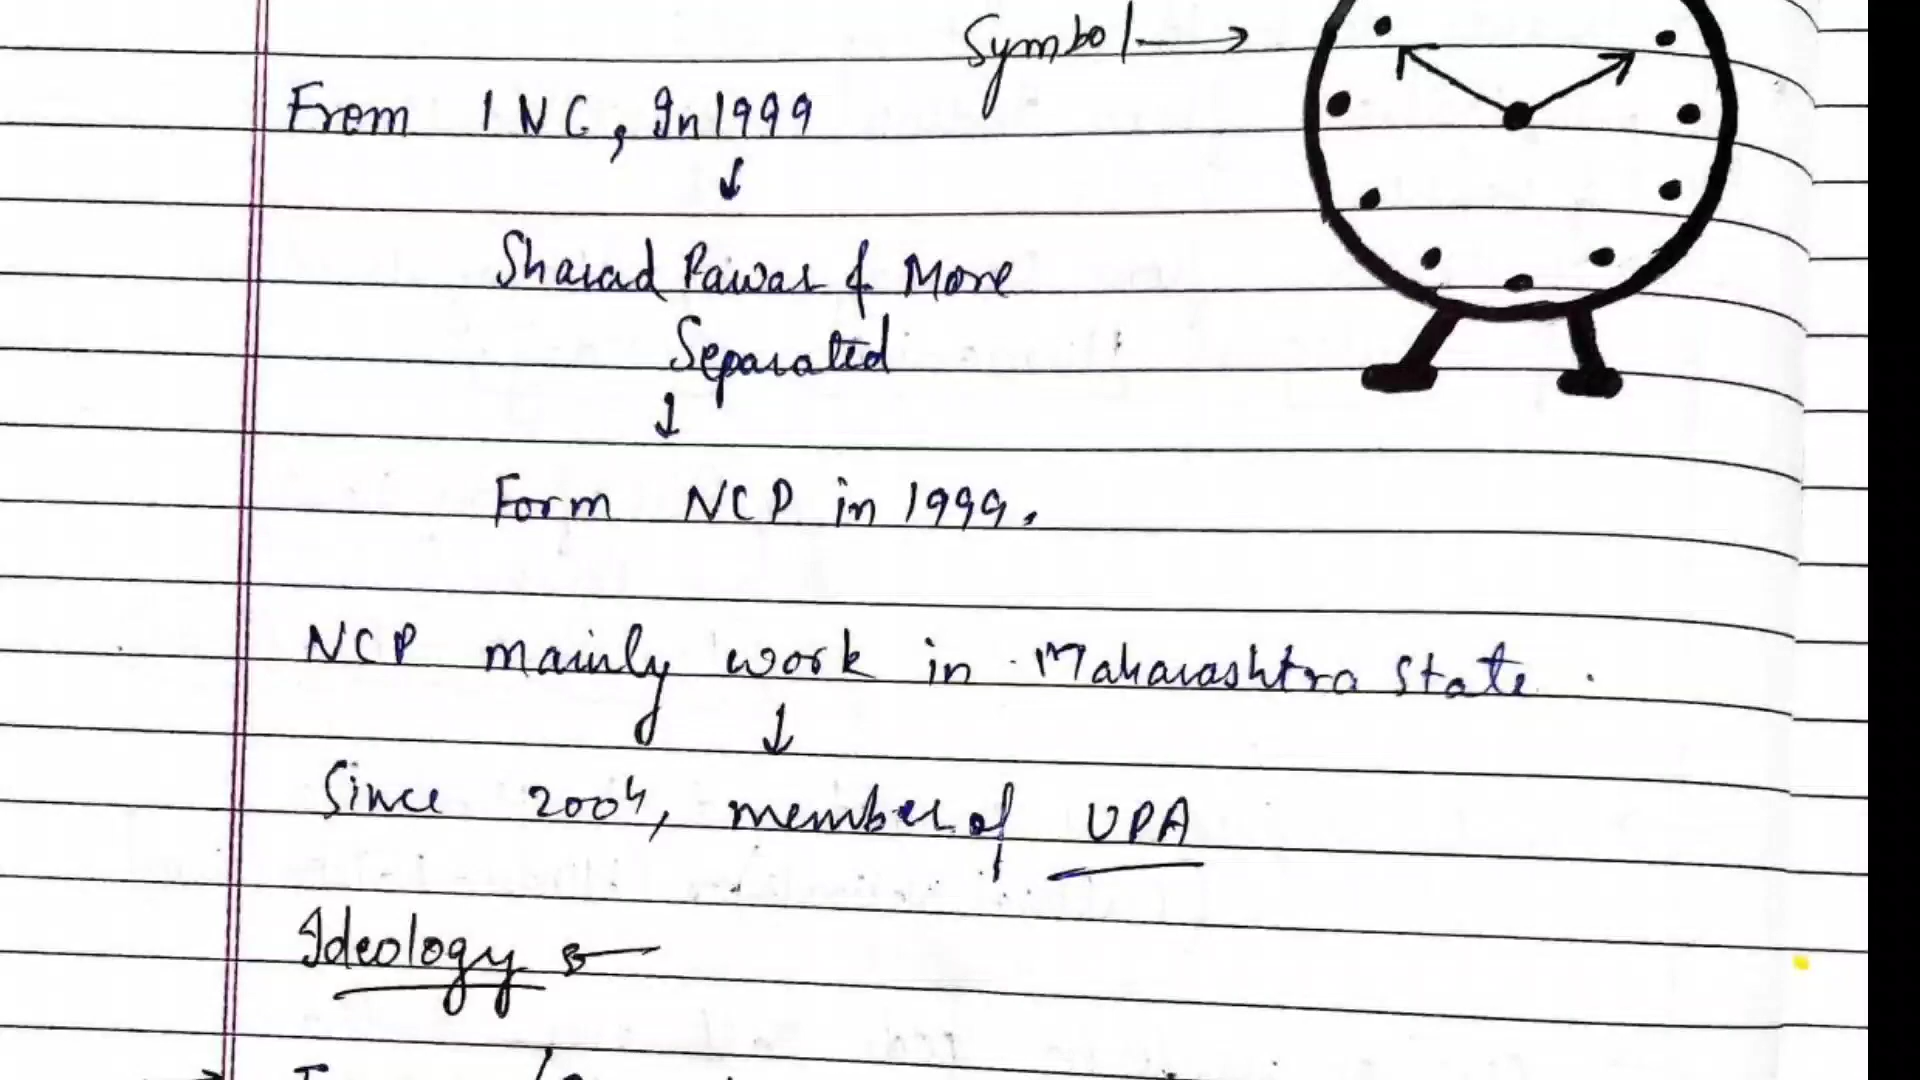 Symbol →
From INC, In 1999
↓
Sharad Pawar & More
Separated
↓
Form NCP in 1999.
NCP mainly work in Maharashtra State.
↓
Since 2004, member of UPA
Ideology :-